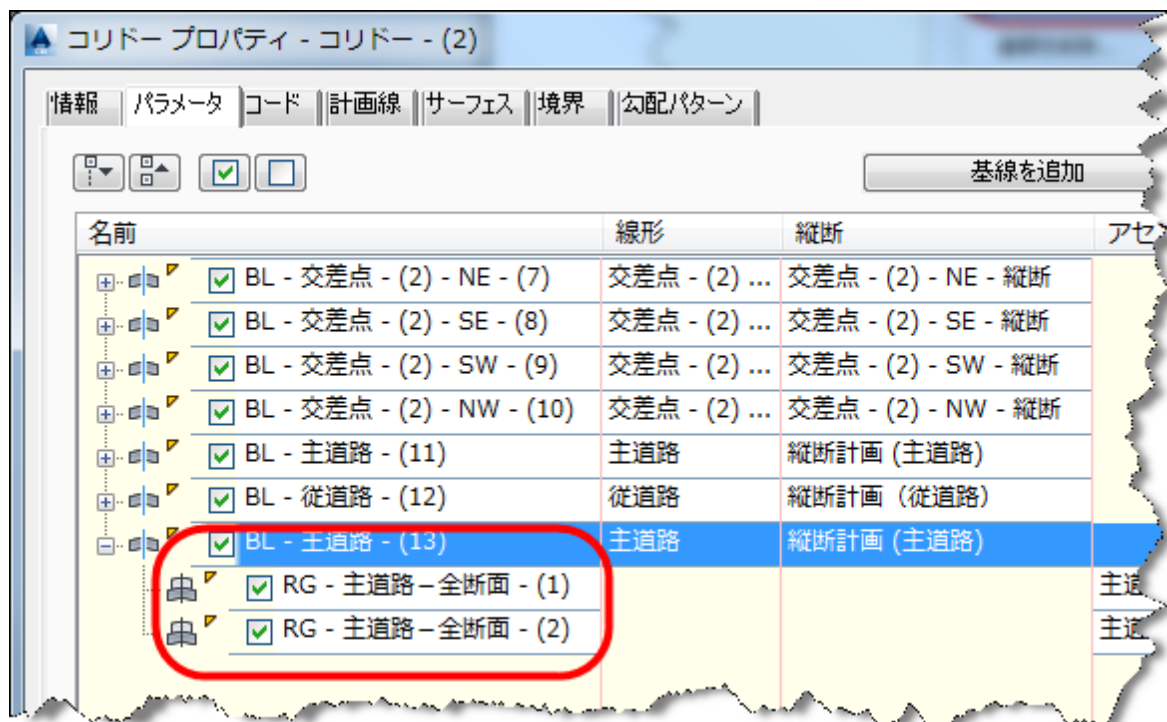 コリドー プロパティ - コリドー - (2)
情報 パラメータ コード 計画線 サーフェス 境界 勾配パターン
基線を追加
名前 線形 縦断 アセン
BL - 交差点 - (2) - NE - (7) 交差点 - (2) ... 交差点 - (2) - NE - 縦断
BL - 交差点 - (2) - SE - (8) 交差点 - (2) ... 交差点 - (2) - SE - 縦断
BL - 交差点 - (2) - SW - (9) 交差点 - (2) ... 交差点 - (2) - SW - 縦断
BL - 交差点 - (2) - NW - (10) 交差点 - (2) ... 交差点 - (2) - NW - 縦断
BL - 主道路 - (11) 主道路 縦断計画 (主道路)
BL - 従道路 - (12) 従道路 縦断計画（従道路）
BL - 主道路 - (13) 主道路 縦断計画 (主道路)
RG - 主道路－全断面 - (1) 主道
RG - 主道路－全断面 - (2) 主道